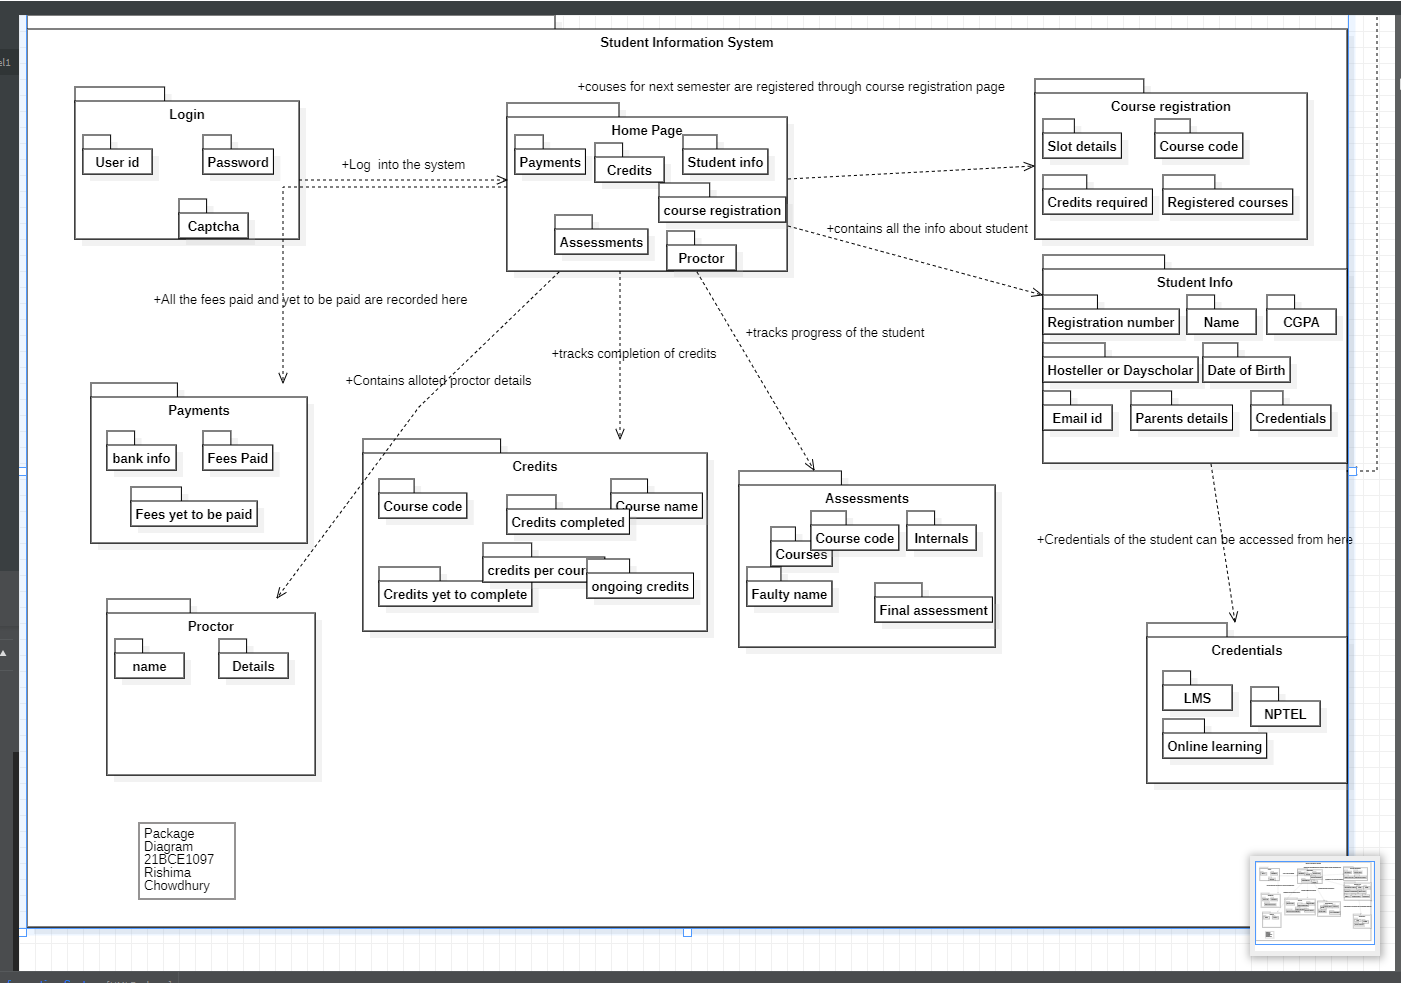 Student Information System
+couses for next semester are registered through course registration page
Login
User id
Password
Captcha
+Log  into the system
Home Page
Payments
Credits
Student info
course registration
Assessments
Proctor
Course registration
Slot details
Course code
Credits required
Registered courses
+contains all the info about student
Student Info
Registration number
Name
CGPA
Hosteller or Dayscholar
Date of Birth
Email id
Parents details
Credentials
+All the fees paid and yet to be paid are recorded here
+tracks progress of the student
+tracks completion of credits
+Contains alloted proctor details
Payments
bank info
Fees Paid
Fees yet to be paid
Credits
Course code
Course name
Credits completed
credits per cour
ongoing credits
Credits yet to complete
Assessments
Course code
Internals
Courses
Faulty name
Final assessment
+Credentials of the student can be accessed from here
Proctor
name
Details
Credentials
LMS
NPTEL
Online learning
Package
Diagram
21BCE1097
Rishima
Chowdhury